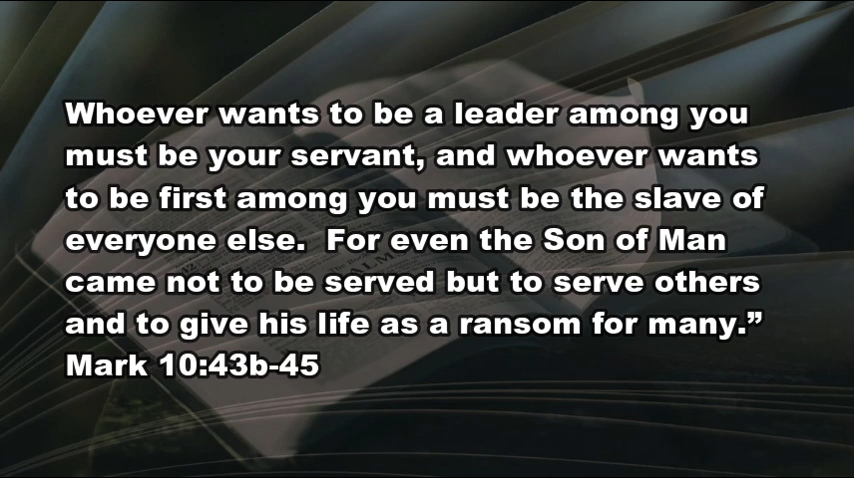 Whoever wants to be a leader among you
must be your servant, and whoever wants
to be first among you must be the slave of
everyone else.  For even the Son of Man
came not to be served but to serve others
and to give his life as a ransom for many.”
Mark 10:43b-45